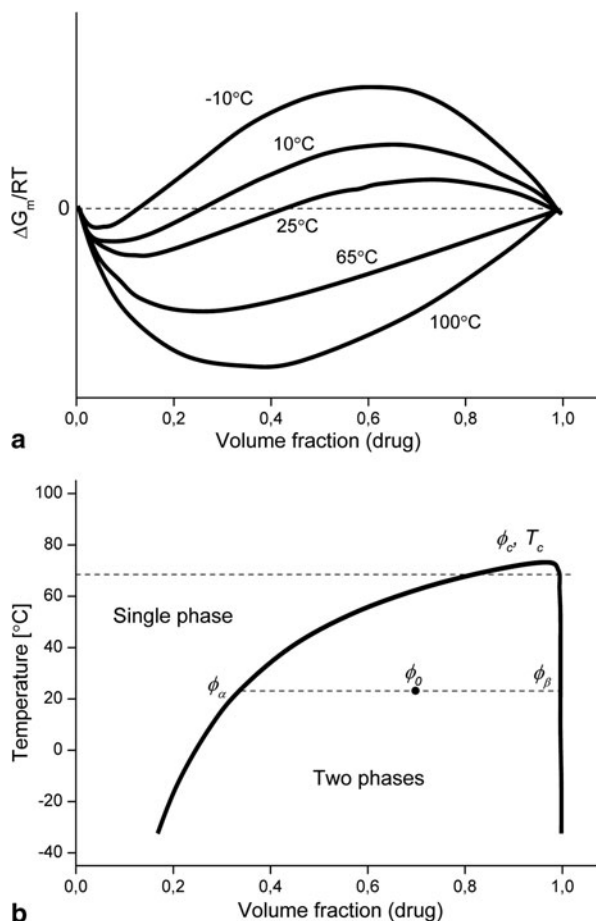 ΔGm/RT
0
-10°C
10°C
25°C
65°C
100°C
0,0 0,2 0,4 0,6 0,8 1,0
Volume fraction (drug)
a
Temperature [°C]
100
80
60
40
20
0
-20
-40
ϕc, Tc
Single phase
ϕα ϕ0 ϕβ
Two phases
0,0 0,2 0,4 0,6 0,8 1,0
Volume fraction (drug)
b